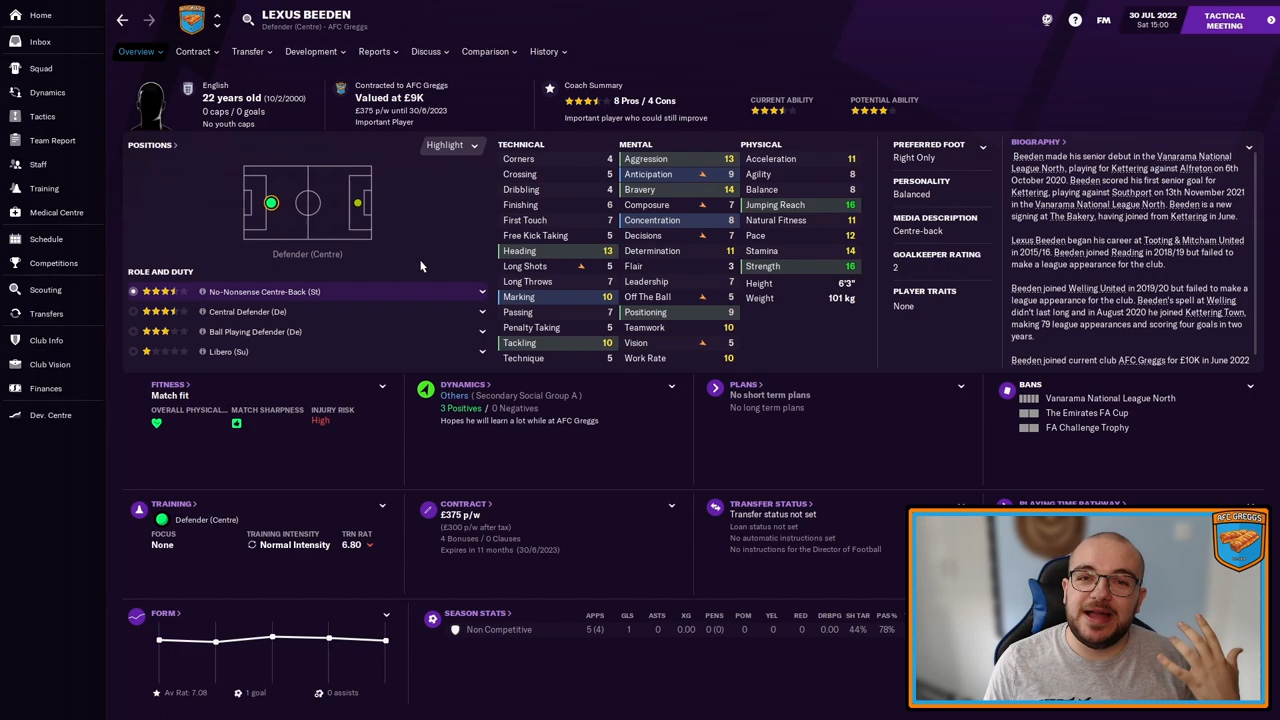 Home
Inbox
Squad
Dynamics
Tactics
Team Report
Staff
Training
Medical Centre
Schedule
Competitions
Scouting
Transfers
Club Info
Club Vision
Finances
Dev. Centre
LEXUS BEEDEN
Defender (Centre) - AFC Greggs
FM
30 JUL 2022
Sat 15:00
TACTICAL
MEETING
Overview
Contract
Transfer
Development
Reports
Discuss
Comparison
History
English
22 years old (10/2/2000)
0 caps / 0 goals
No youth caps
Contracted to AFC Greggs
Valued at £9K
£375 p/w until 30/6/2023
Important Player
Coach Summary
8 Pros / 4 Cons
Important player who could still improve
CURRENT ABILITY
POTENTIAL ABILITY
POSITIONS
Highlight
Defender (Centre)
ROLE AND DUTY
No-Nonsense Centre-Back (St)
Central Defender (De)
Ball Playing Defender (De)
Libero (Su)
TECHNICAL
Corners 4
Crossing 5
Dribbling 4
Finishing 6
First Touch 7
Free Kick Taking 5
Heading 13
Long Shots 5
Long Throws 7
Marking 10
Passing 7
Penalty Taking 5
Tackling 10
Technique 5
MENTAL
Aggression 13
Anticipation 9
Bravery 14
Composure 7
Concentration 8
Decisions 7
Determination 11
Flair 3
Leadership 7
Off The Ball 5
Positioning 9
Teamwork 10
Vision 5
Work Rate 10
PHYSICAL
Acceleration 11
Agility 8
Balance 8
Jumping Reach 16
Natural Fitness 11
Pace 12
Stamina 14
Strength 16
Height 6'3"
Weight 101 kg
PREFERRED FOOT
Right Only
PERSONALITY
Balanced
MEDIA DESCRIPTION
Centre-back
GOALKEEPER RATING
2
PLAYER TRAITS
None
BIOGRAPHY
Beeden made his senior debut in the Vanarama National
League North, playing for Kettering against Alfreton on 6th
October 2020. Beeden scored his first senior goal for
Kettering, playing against Southport on 13th November 2021
in the Vanarama National League North. Beeden is a new
signing at The Bakery, having joined from Kettering in June.
Lexus Beeden began his career at Tooting & Mitcham United
in 2015/16. Beeden joined Reading in 2018/19 but failed to
make a league appearance for the club.
Beeden joined Welling United in 2019/20 but failed to make a
league appearance for the club. Beeden's spell at Welling
didn't last long and in August 2020 he joined Kettering Town,
making 79 league appearances and scoring four goals in two
years.
Beeden joined current club AFC Greggs for £10K in June 2022
FITNESS
Match fit
OVERALL PHYSICAL...
MATCH SHARPNESS
INJURY RISK
High
DYNAMICS
Others ( Secondary Social Group A )
3 Positives / 0 Negatives
Hopes he will learn a lot while at AFC Greggs
PLANS
No short term plans
No long term plans
BANS
Vanarama National League North
The Emirates FA Cup
FA Challenge Trophy
TRAINING
Defender (Centre)
FOCUS
None
TRAINING INTENSITY
Normal Intensity
TRN RAT
6.80
CONTRACT
£375 p/w
(£300 p/w after tax)
4 Bonuses / 0 Clauses
Expires in 11 months (30/6/2023)
TRANSFER STATUS
Transfer status not set
Loan status not set
No automatic instructions set
No instructions for the Director of Football
PLAYING TIME PATHWAY
FORM
Av Rat: 7.08
1 goal
0 assists
SEASON STATS
APPS GLS ASTS XG PENS POM YEL RED DRBPG SH TAR PAS%
Non Competitive 5 (4) 1 0 0.00 0 (0) 0 0 0 0.00 44% 78%
AFC GREGGS